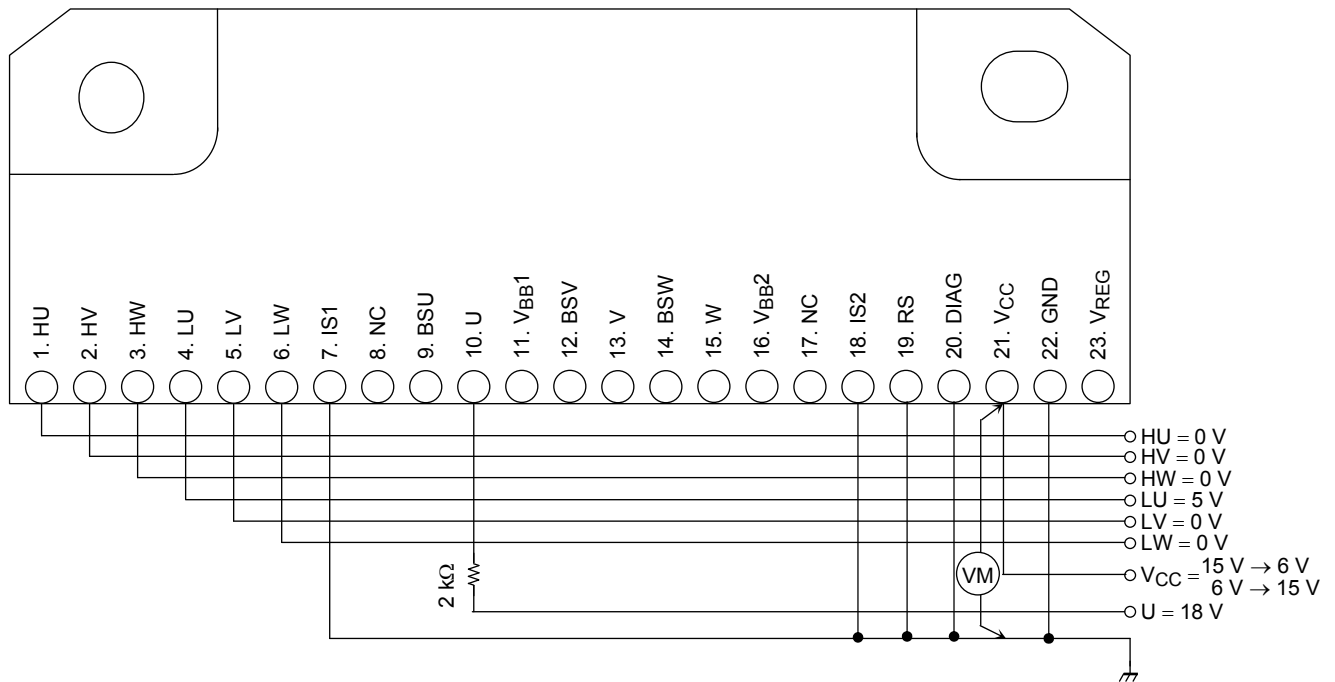 1. HU
2. HV
3. HW
4. LU
5. LV
6. LW
7. IS1
8. NC
9. BSU
10. U
11. VBB1
12. BSV
13. V
14. BSW
15. W
16. VBB2
17. NC
18. IS2
19. RS
20. DIAG
21. VCC
22. GND
23. VREG
HU = 0 V
HV = 0 V
HW = 0 V
LU = 5 V
LV = 0 V
LW = 0 V
2 kΩ
VM
VCC = 15 V → 6 V
6 V → 15 V
U = 18 V